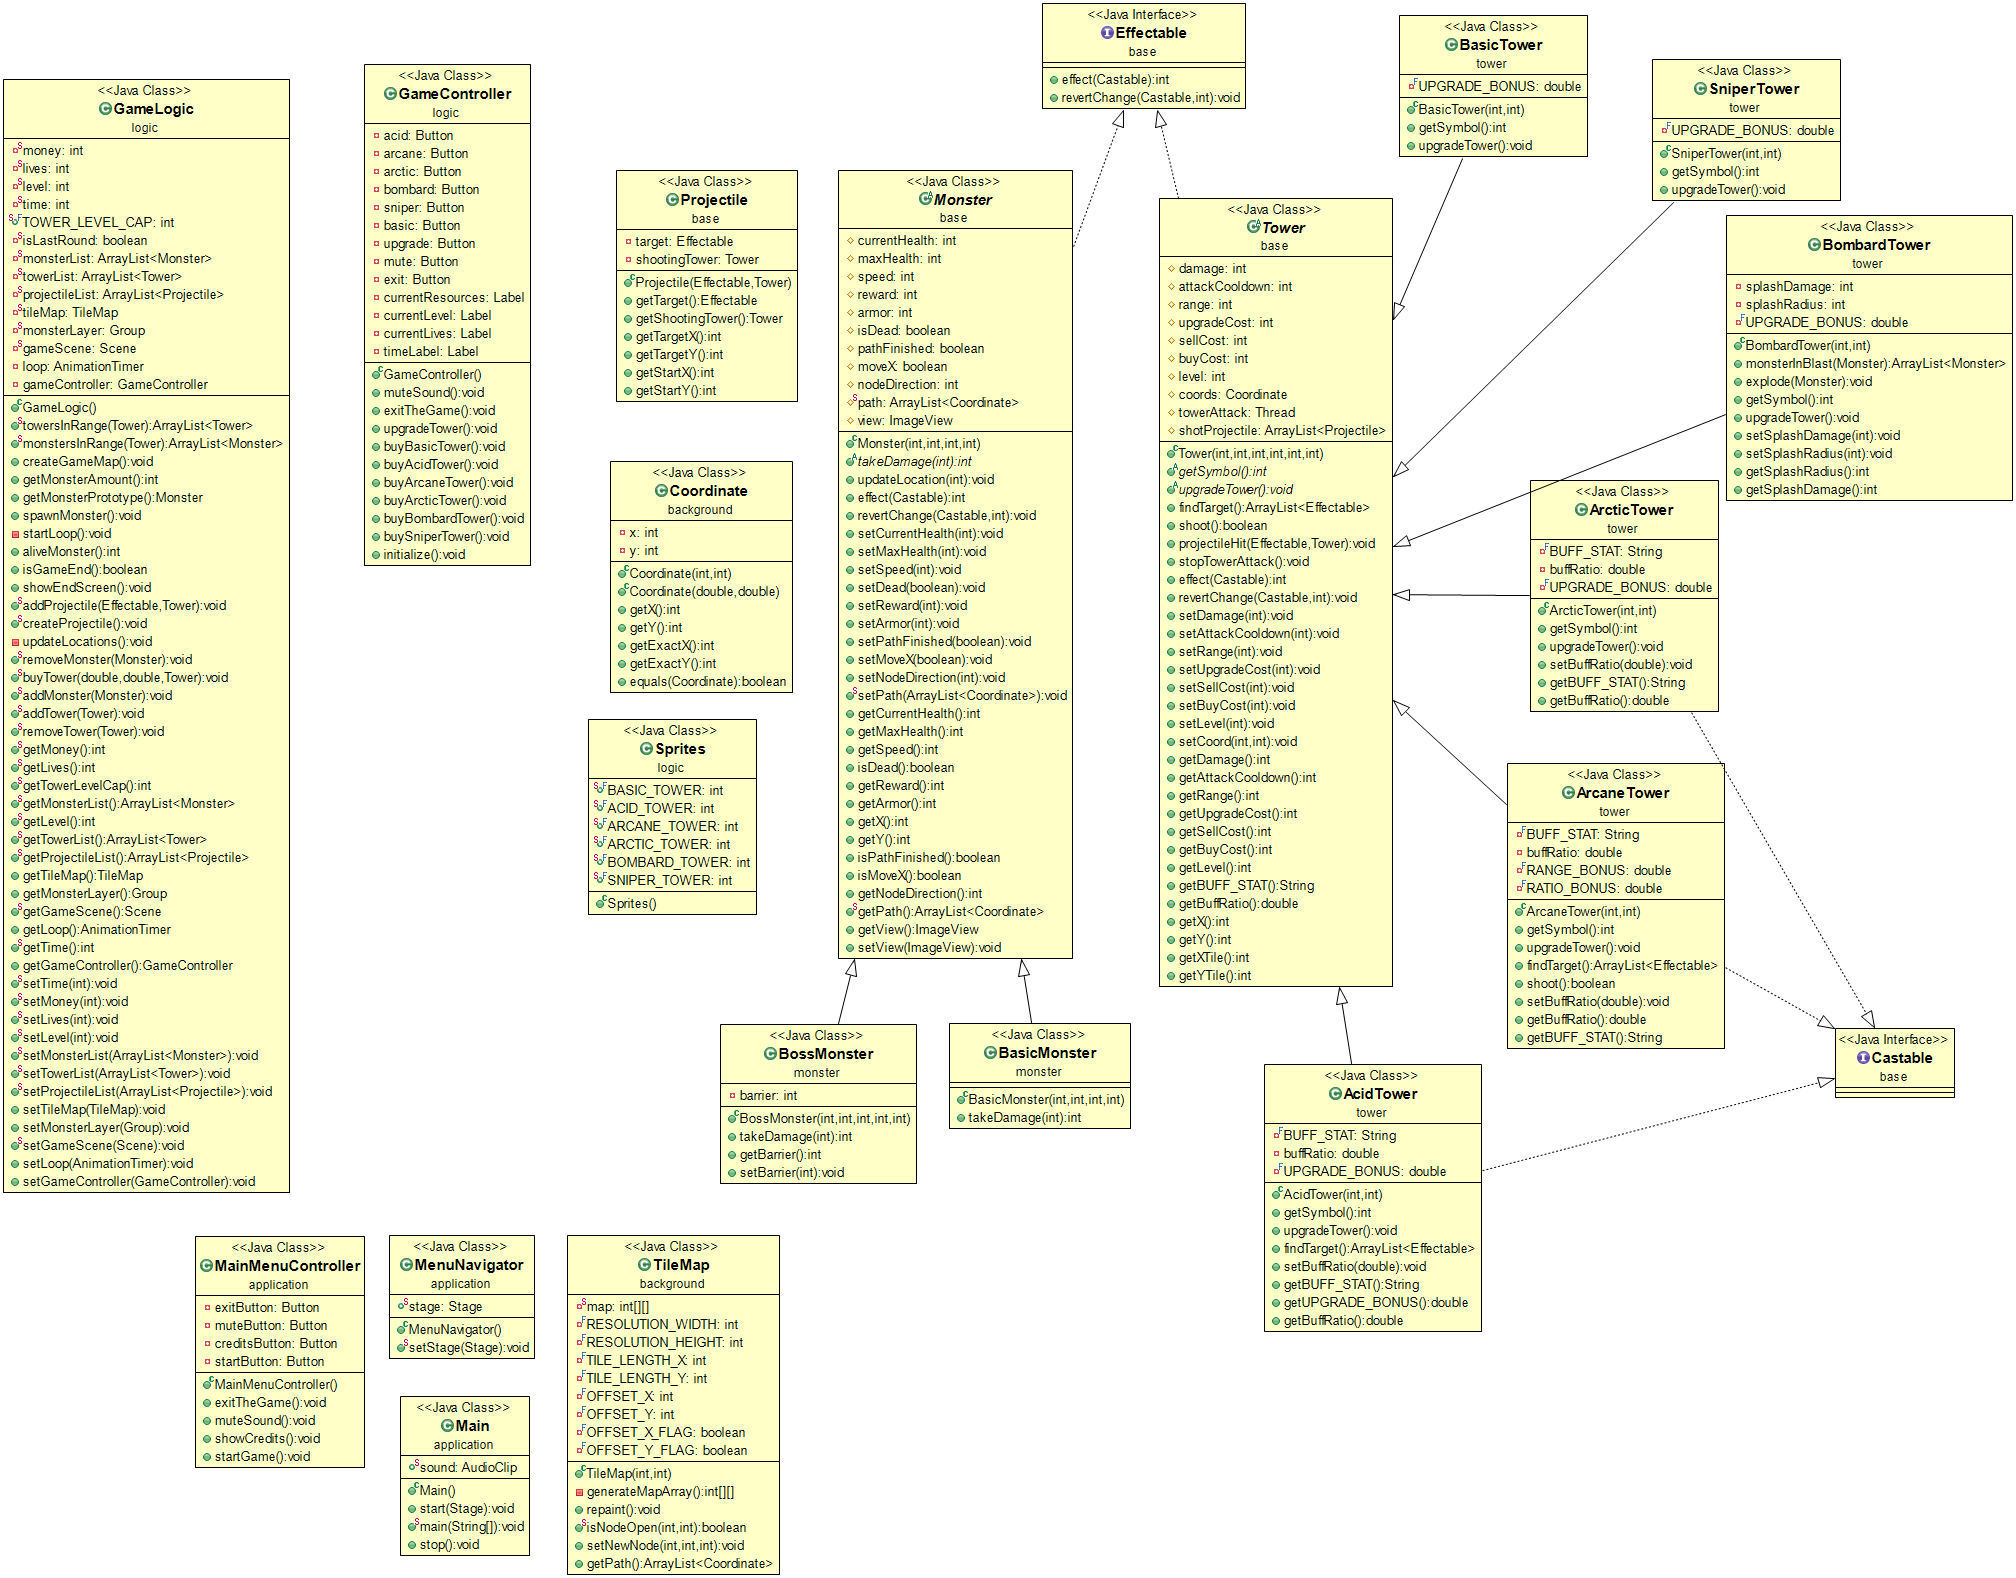 <<Java Class>>
GameLogic
logic
money: int
lives: int
level: int
time: int
TOWER_LEVEL_CAP: int
isLastRound: boolean
monsterList: ArrayList<Monster>
towerList: ArrayList<Tower>
projectileList: ArrayList<Projectile>
tileMap: TileMap
monsterLayer: Group
gameScene: Scene
loop: AnimationTimer
gameController: GameController
GameLogic()
towersInRange(Tower):ArrayList<Tower>
monstersInRange(Tower):ArrayList<Monster>
createGameMap():void
getMonsterAmount():int
getMonsterPrototype():Monster
spawnMonster():void
startLoop():void
aliveMonster():int
isGameEnd():boolean
showEndScreen():void
addProjectile(Effectable,Tower):void
createProjectile():void
updateLocations():void
removeMonster(Monster):void
buyTower(double,double,Tower):void
addMonster(Monster):void
addTower(Tower):void
removeTower(Tower):void
getMoney():int
getLives():int
getTowerLevelCap():int
getMonsterList():ArrayList<Monster>
getLevel():int
getTowerList():ArrayList<Tower>
getProjectileList():ArrayList<Projectile>
getTileMap():TileMap
getMonsterLayer():Group
getGameScene():Scene
getLoop():AnimationTimer
getTime():int
getGameController():GameController
setTime(int):void
setMoney(int):void
setLives(int):void
setLevel(int):void
setMonsterList(ArrayList<Monster>):void
setTowerList(ArrayList<Tower>):void
setProjectileList(ArrayList<Projectile>):void
setTileMap(TileMap):void
setMonsterLayer(Group):void
setGameScene(Scene):void
setLoop(AnimationTimer):void
setGameController(GameController):void
<<Java Class>>
GameController
logic
acid: Button
arcane: Button
arctic: Button
bombard: Button
sniper: Button
basic: Button
upgrade: Button
mute: Button
exit: Button
currentResources: Label
currentLevel: Label
currentLives: Label
timeLabel: Label
GameController()
muteSound():void
exitTheGame():void
upgradeTower():void
buyBasicTower():void
buyAcidTower():void
buyArcaneTower():void
buyArcticTower():void
buyBombardTower():void
buySniperTower():void
initialize():void
<<Java Class>>
Projectile
base
target: Effectable
shootingTower: Tower
Projectile(Effectable,Tower)
getTarget():Effectable
getShootingTower():Tower
getTargetX():int
getTargetY():int
getStartX():int
getStartY():int
<<Java Class>>
Coordinate
background
x: int
y: int
Coordinate(int,int)
Coordinate(double,double)
getX():int
getY():int
getExactX():int
getExactY():int
equals(Coordinate):boolean
<<Java Class>>
Sprites
logic
BASIC_TOWER: int
ACID_TOWER: int
ARCANE_TOWER: int
ARCTIC_TOWER: int
BOMBARD_TOWER: int
SNIPER_TOWER: int
Sprites()
<<Java Class>>
Monster
base
currentHealth: int
maxHealth: int
speed: int
reward: int
armor: int
isDead: boolean
pathFinished: boolean
moveX: boolean
nodeDirection: int
path: ArrayList<Coordinate>
view: ImageView
Monster(int,int,int,int)
takeDamage(int):int
updateLocation(int):void
effect(Castable):int
revertChange(Castable,int):void
setCurrentHealth(int):void
setMaxHealth(int):void
setSpeed(int):void
setDead(boolean):void
setReward(int):void
setArmor(int):void
setPathFinished(boolean):void
setMoveX(boolean):void
setNodeDirection(int):void
setPath(ArrayList<Coordinate>):void
getCurrentHealth():int
getMaxHealth():int
getSpeed():int
isDead():boolean
getReward():int
getArmor():int
getX():int
getY():int
isPathFinished():boolean
isMoveX():boolean
getNodeDirection():int
getPath():ArrayList<Coordinate>
getView():ImageView
setView(ImageView):void
<<Java Interface>>
Effectable
base
effect(Castable):int
revertChange(Castable,int):void
<<Java Class>>
Tower
base
damage: int
attackCooldown: int
range: int
upgradeCost: int
sellCost: int
buyCost: int
level: int
coords: Coordinate
towerAttack: Thread
shotProjectile: ArrayList<Projectile>
Tower(int,int,int,int,int,int)
getSymbol():int
upgradeTower():void
findTarget():ArrayList<Effectable>
shoot():boolean
projectileHit(Effectable,Tower):void
stopTowerAttack():void
effect(Castable):int
revertChange(Castable,int):void
setDamage(int):void
setAttackCooldown(int):void
setRange(int):void
setUpgradeCost(int):void
setSellCost(int):void
setBuyCost(int):void
setLevel(int):void
setCoord(int,int):void
getDamage():int
getAttackCooldown():int
getRange():int
getUpgradeCost():int
getSellCost():int
getBuyCost():int
getLevel():int
getBUFF_STAT():String
getBuffRatio():double
getX():int
getY():int
getXTile():int
getYTile():int
<<Java Class>>
BasicTower
tower
UPGRADE_BONUS: double
BasicTower(int,int)
getSymbol():int
upgradeTower():void
<<Java Class>>
SniperTower
tower
UPGRADE_BONUS: double
SniperTower(int,int)
getSymbol():int
upgradeTower():void
<<Java Class>>
BombardTower
tower
splashDamage: int
splashRadius: int
UPGRADE_BONUS: double
BombardTower(int,int)
monsterInBlast(Monster):ArrayList<Monster>
explode(Monster):void
getSymbol():int
upgradeTower():void
setSplashDamage(int):void
setSplashRadius(int):void
getSplashRadius():int
getSplashDamage():int
<<Java Class>>
ArcticTower
tower
BUFF_STAT: String
buffRatio: double
UPGRADE_BONUS: double
ArcticTower(int,int)
getSymbol():int
upgradeTower():void
setBuffRatio(double):void
getBUFF_STAT():String
getBuffRatio():double
<<Java Class>>
ArcaneTower
tower
BUFF_STAT: String
buffRatio: double
RANGE_BONUS: double
RATIO_BONUS: double
ArcaneTower(int,int)
getSymbol():int
upgradeTower():void
findTarget():ArrayList<Effectable>
shoot():boolean
setBuffRatio(double):void
getBuffRatio():double
getBUFF_STAT():String
<<Java Interface>>
Castable
base
<<Java Class>>
BossMonster
monster
barrier: int
BossMonster(int,int,int,int,int)
takeDamage(int):int
getBarrier():int
setBarrier(int):void
<<Java Class>>
BasicMonster
monster
BasicMonster(int,int,int,int)
takeDamage(int):int
<<Java Class>>
AcidTower
tower
BUFF_STAT: String
buffRatio: double
UPGRADE_BONUS: double
AcidTower(int,int)
getSymbol():int
upgradeTower():void
findTarget():ArrayList<Effectable>
setBuffRatio(double):void
getBUFF_STAT():String
getUPGRADE_BONUS():double
getBuffRatio():double
<<Java Class>>
MainMenuController
application
exitButton: Button
muteButton: Button
creditsButton: Button
startButton: Button
MainMenuController()
exitTheGame():void
muteSound():void
showCredits():void
startGame():void
<<Java Class>>
MenuNavigator
application
stage: Stage
MenuNavigator()
setStage(Stage):void
<<Java Class>>
Main
application
sound: AudioClip
Main()
start(Stage):void
main(String[]):void
stop():void
<<Java Class>>
TileMap
background
map: int[][]
RESOLUTION_WIDTH: int
RESOLUTION_HEIGHT: int
TILE_LENGTH_X: int
TILE_LENGTH_Y: int
OFFSET_X: int
OFFSET_Y: int
OFFSET_X_FLAG: boolean
OFFSET_Y_FLAG: boolean
TileMap(int,int)
generateMapArray():int[][]
repaint():void
isNodeOpen(int,int):boolean
setNewNode(int,int,int):void
getPath():ArrayList<Coordinate>